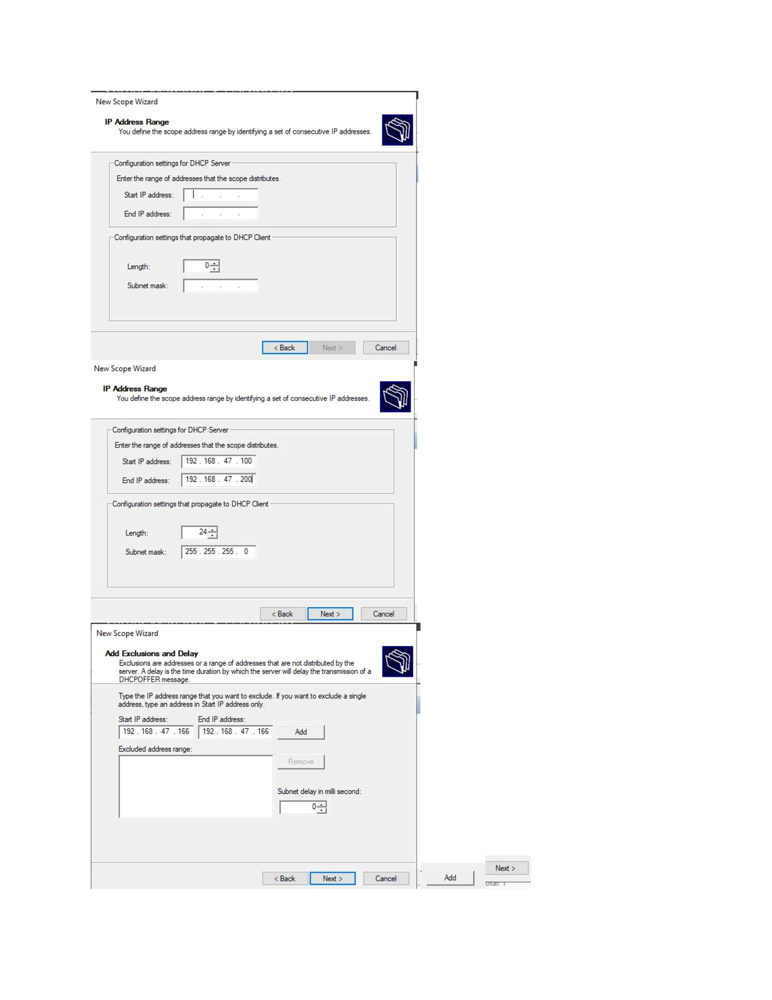 New Scope Wizard
IP Address Range
You define the scope address range by identifying a set of consecutive IP addresses.
Configuration settings for DHCP Server
Enter the range of addresses that the scope distributes.
Start IP address: . . .
End IP address: . . .
Configuration settings that propagate to DHCP Client
Length: 0
Subnet mask: . . .
< Back Next > Cancel
New Scope Wizard
IP Address Range
You define the scope address range by identifying a set of consecutive IP addresses.
Configuration settings for DHCP Server
Enter the range of addresses that the scope distributes.
Start IP address: 192 . 168 . 47 . 100
End IP address: 192 . 168 . 47 . 200
Configuration settings that propagate to DHCP Client
Length: 24
Subnet mask: 255 . 255 . 255 . 0
< Back Next > Cancel
New Scope Wizard
Add Exclusions and Delay
Exclusions are addresses or a range of addresses that are not distributed by the
server. A delay is the time duration by which the server will delay the transmission of a
DHCPOFFER message.
Type the IP address range that you want to exclude. If you want to exclude a single
address, type an address in Start IP address only.
Start IP address: End IP address:
192 . 168 . 47 . 166 192 . 168 . 47 . 166 Add
Excluded address range:
Remove
Subnet delay in milli second:
0
< Back Next > Cancel
Add
Next >